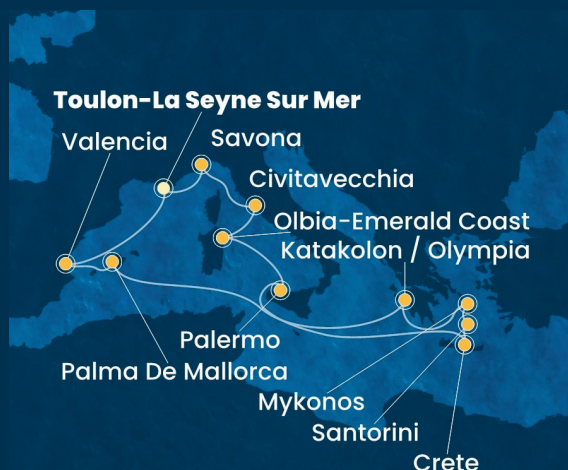 Toulon-La Seyne Sur Mer
Valencia
Savona
Civitavecchia
Olbia-Emerald Coast
Katakolon / Olympia
Palermo
Palma De Mallorca
Mykonos
Santorini
Crete